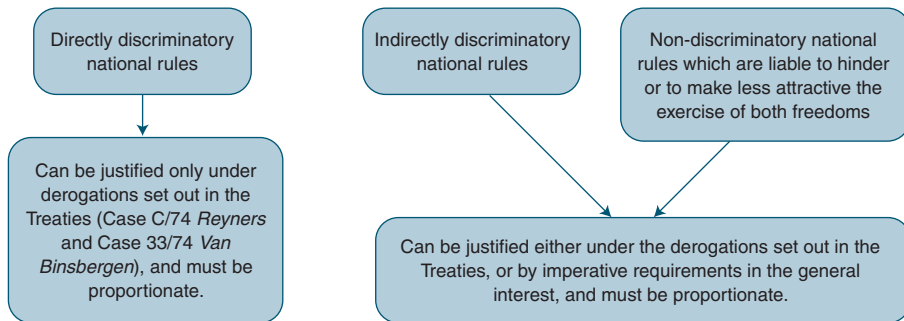 Directly discriminatory
national rules
Can be justified only under
derogations set out in the
Treaties (Case C/74 Reyners
and Case 33/74 Van
Binsbergen), and must be
proportionate.
Indirectly discriminatory
national rules
Non-discriminatory national
rules which are liable to hinder
or to make less attractive the
exercise of both freedoms
Can be justified either under the derogations set out in the
Treaties, or by imperative requirements in the general
interest, and must be proportionate.